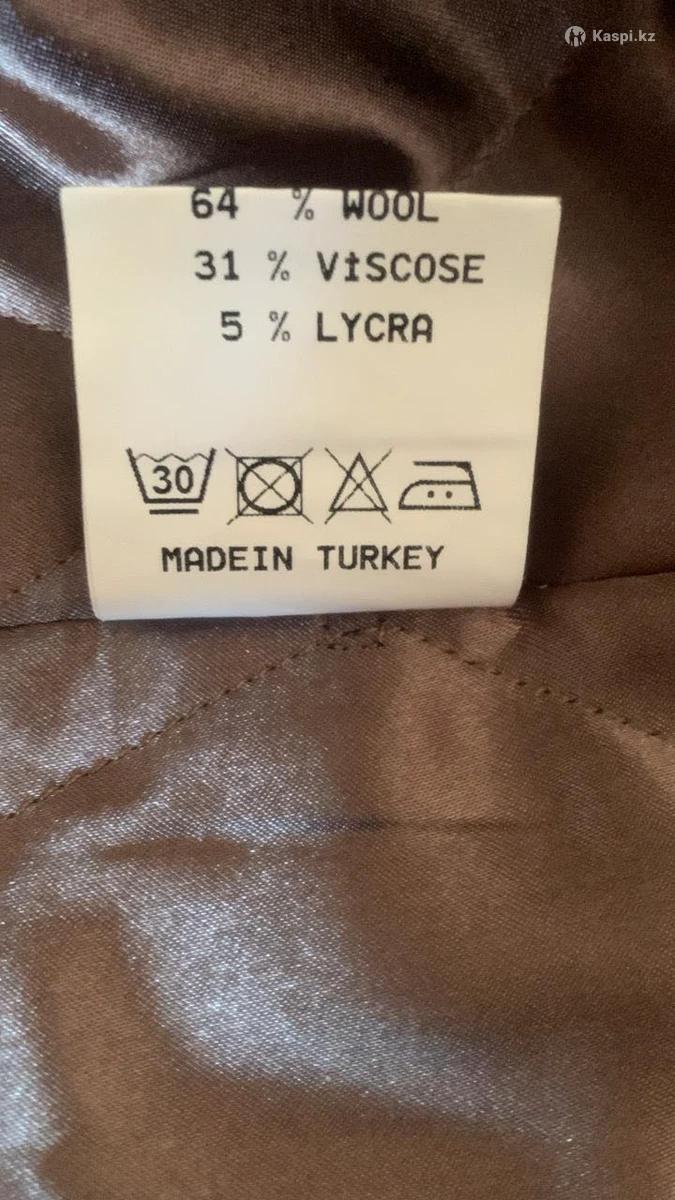 Kaspi.kz
64 % WOOL
31 % VİSCOSE
5 % LYCRA
30
MADEIN TURKEY